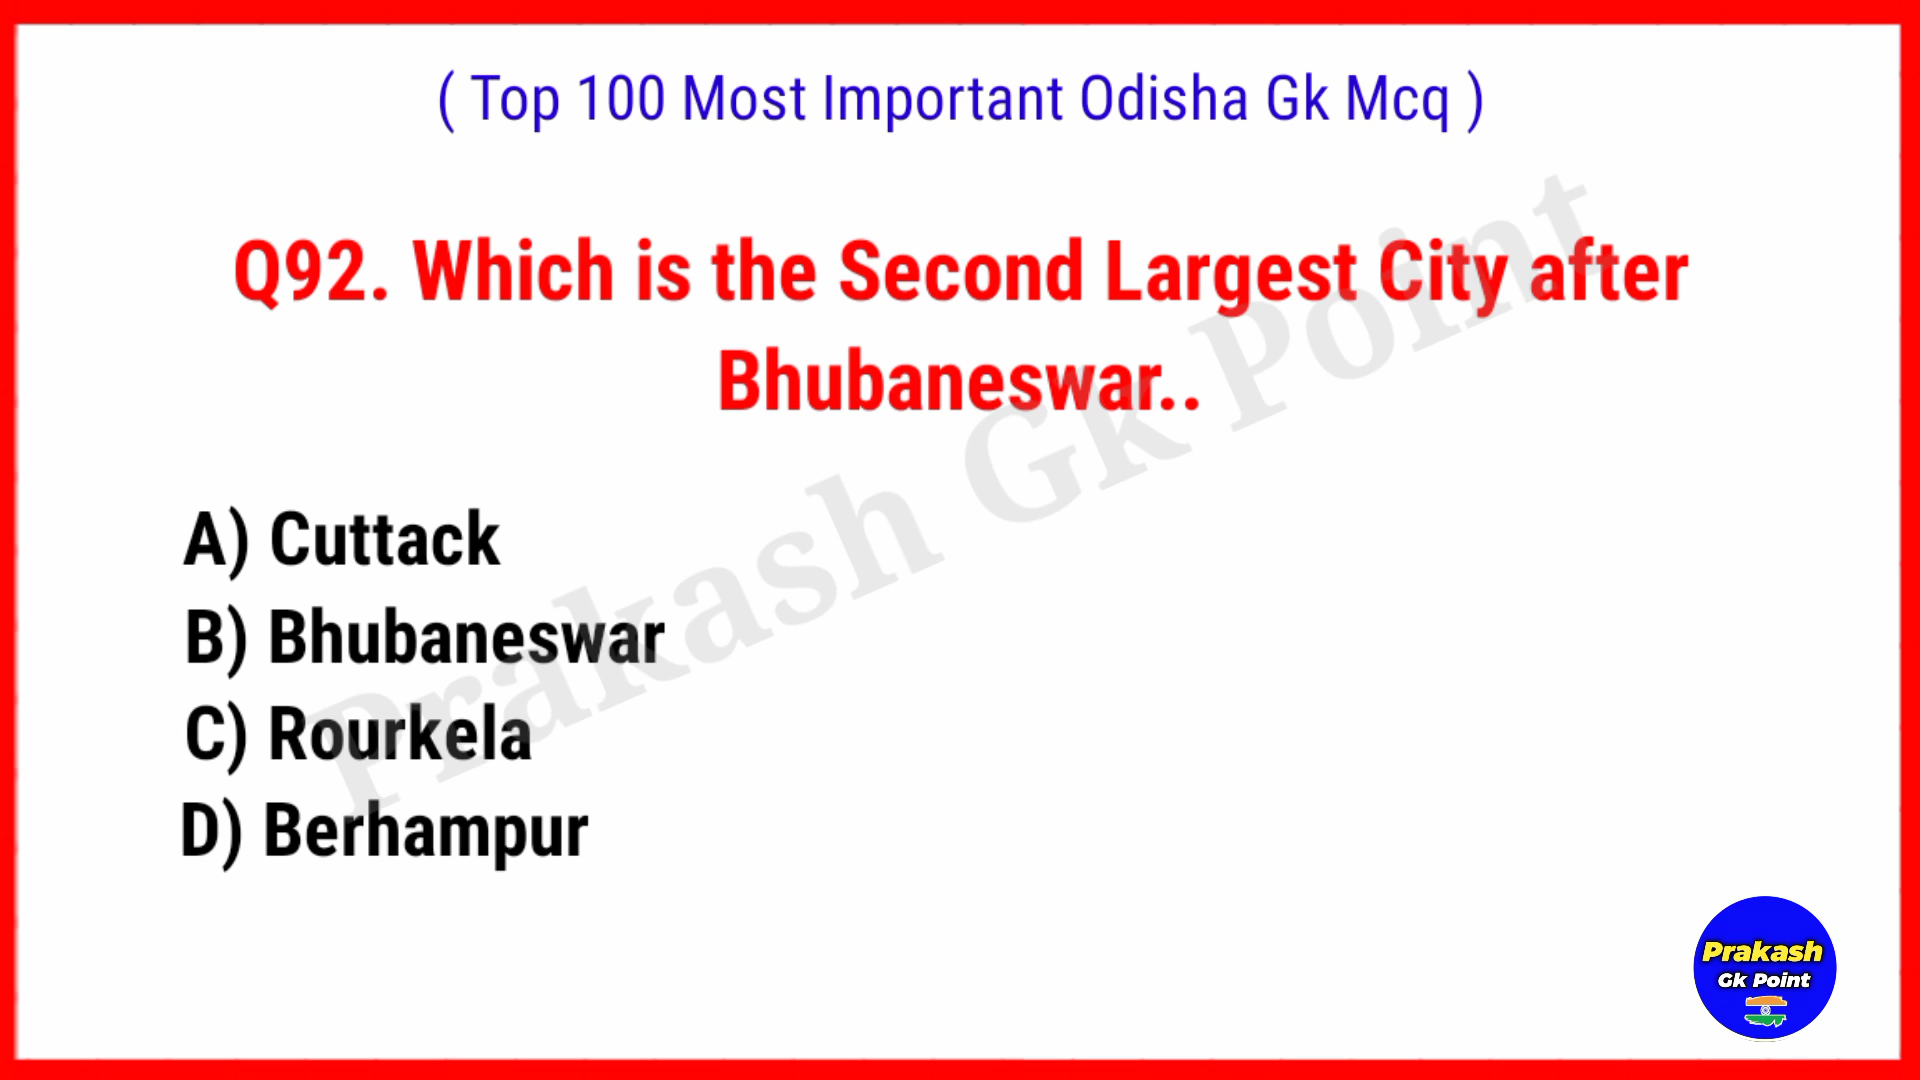 ( Top 100 Most Important Odisha Gk Mcq )
Q92. Which is the Second Largest City after
Bhubaneswar..
A) Cuttack
B) Bhubaneswar
C) Rourkela
D) Berhampur
Prakash Gk Point
Prakash
Gk Point